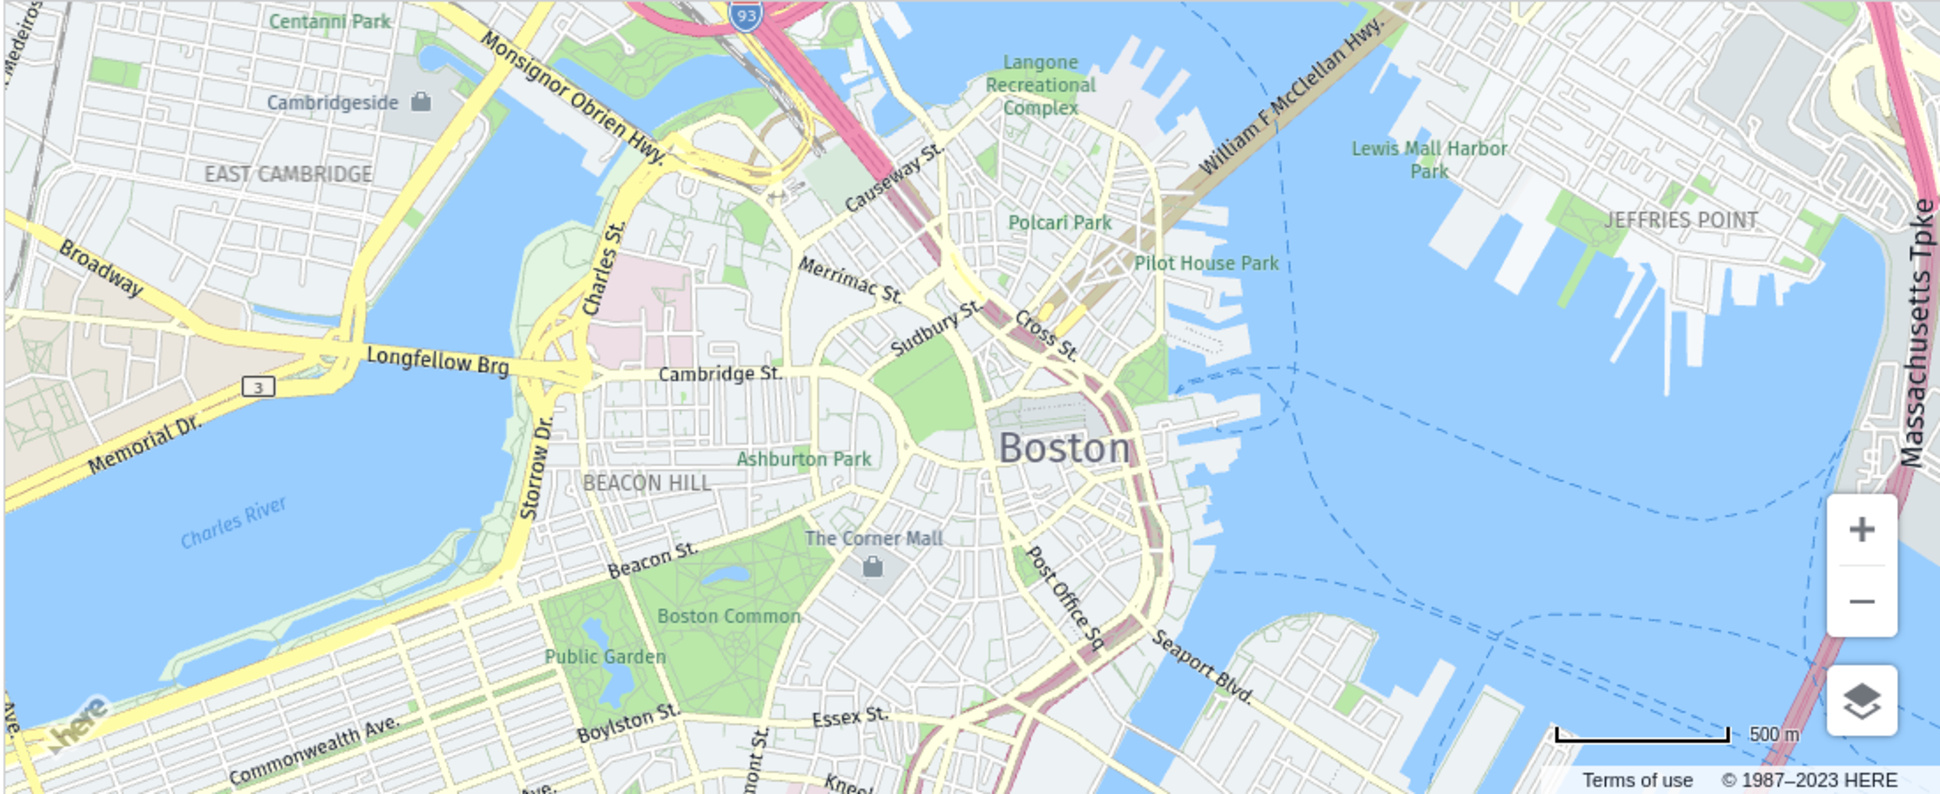 Centanni Park
93
Medeiros
Monsignor Obrien Hwy.
Langone
Recreational
Complex
William F McClellan Hwy.
Cambridgeside
Lewis Mall Harbor
Park
EAST CAMBRIDGE
Causeway St.
Polcari Park
JEFFRIES POINT
Massachusetts Tpke
Broadway
Charles St.
Merrimac St.
Pilot House Park
Sudbury St.
Cross St.
Longfellow Brg
Cambridge St.
3
Memorial Dr.
Storrow Dr.
Boston
Ashburton Park
BEACON HILL
Charles River
The Corner Mall
Beacon St.
Post Office Sq
Boston Common
Public Garden
Seaport Blvd.
Ave.
here
Commonwealth Ave.
Boylston St.
Essex St.
mont St.
Ave.
Kneel
+
−
500 m
Terms of use © 1987–2023 HERE